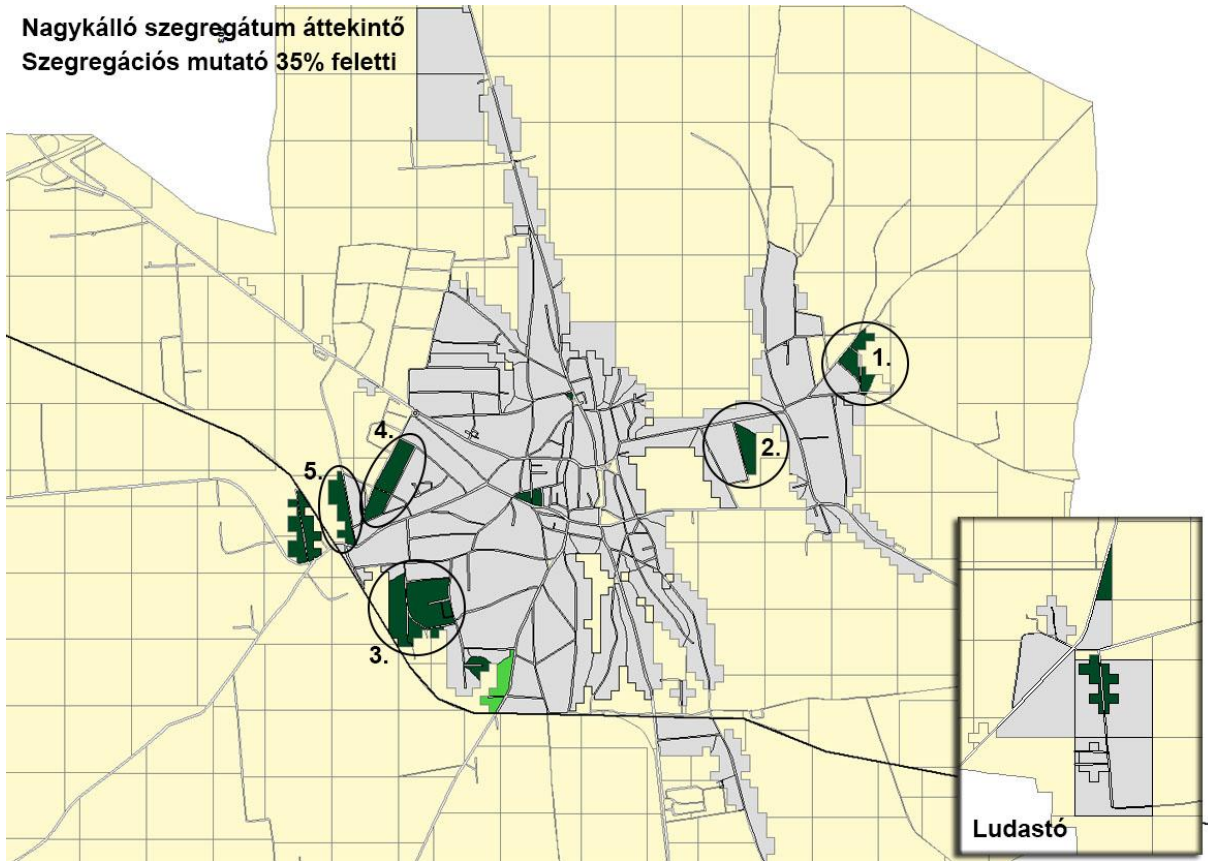 Nagykálló szegregátum áttekintő
Szegregációs mutató 35% feletti
1.
2.
4.
5.
3.
Ludastó